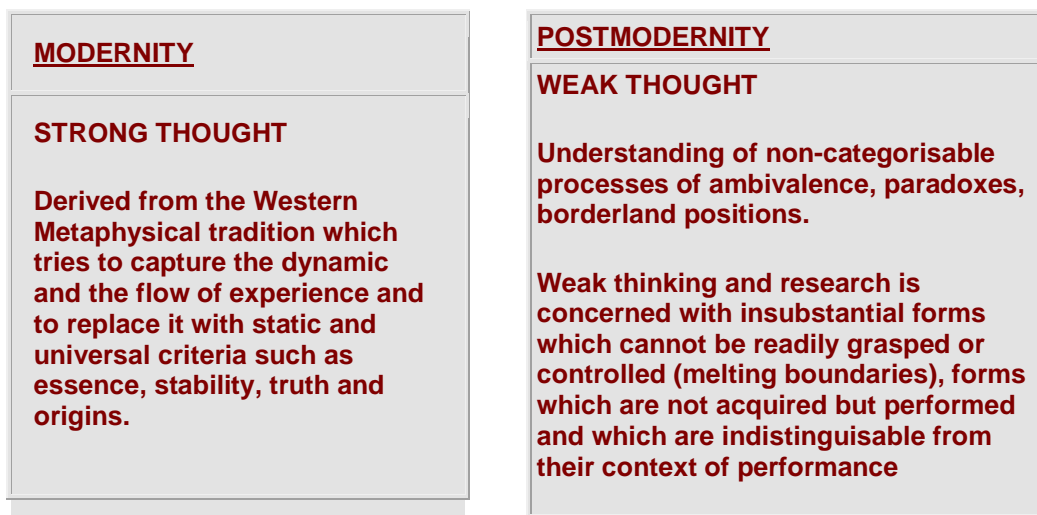 MODERNITY
STRONG THOUGHT
Derived from the Western
Metaphysical tradition which
tries to capture the dynamic
and the flow of experience and
to replace it with static and
universal criteria such as
essence, stability, truth and
origins.
POSTMODERNITY
WEAK THOUGHT
Understanding of non-categorisable
processes of ambivalence, paradoxes,
borderland positions.
Weak thinking and research is
concerned with insubstantial forms
which cannot be readily grasped or
controlled (melting boundaries), forms
which are not acquired but performed
and which are indistinguisable from
their context of performance